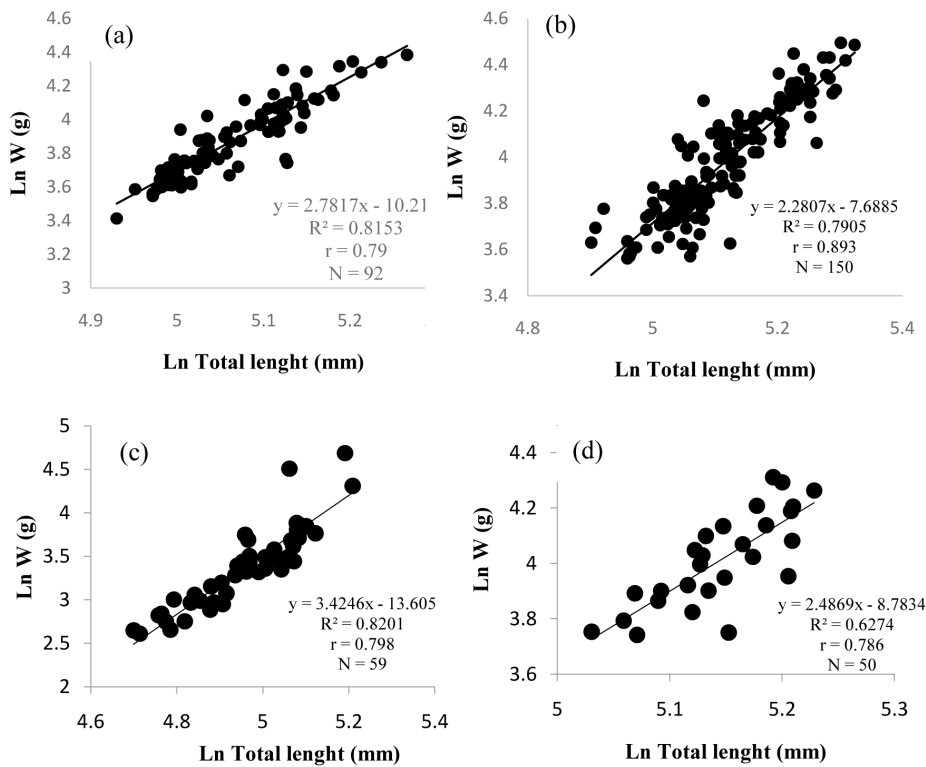 (a)
Ln W (g)
4.4
4.2
4
3.8
3.6
3.4
3.2
3
y = 2.7817x - 10.21
R² = 0.8153
r = 0.79
N = 92
4.9
5
5.1
5.2
Ln Total lenght (mm)
(b)
Ln W (g)
4.6
4.4
4.2
4
3.8
3.6
3.4
y = 2.2807x - 7.6885
R² = 0.7905
r = 0.893
N = 150
4.8
5
5.2
5.4
Ln Total lenght (mm)
(c)
Ln W (g)
5
4.5
4
3.5
3
2.5
2
y = 3.4246x - 13.605
R² = 0.8201
r = 0.798
N = 59
4.6
4.8
5
5.2
5.4
Ln Total lenght (mm)
(d)
Ln W (g)
4.4
4.2
4
3.8
3.6
y = 2.4869x - 8.7834
R² = 0.6274
r = 0.786
N = 50
5
5.1
5.2
5.3
Ln Total lenght (mm)